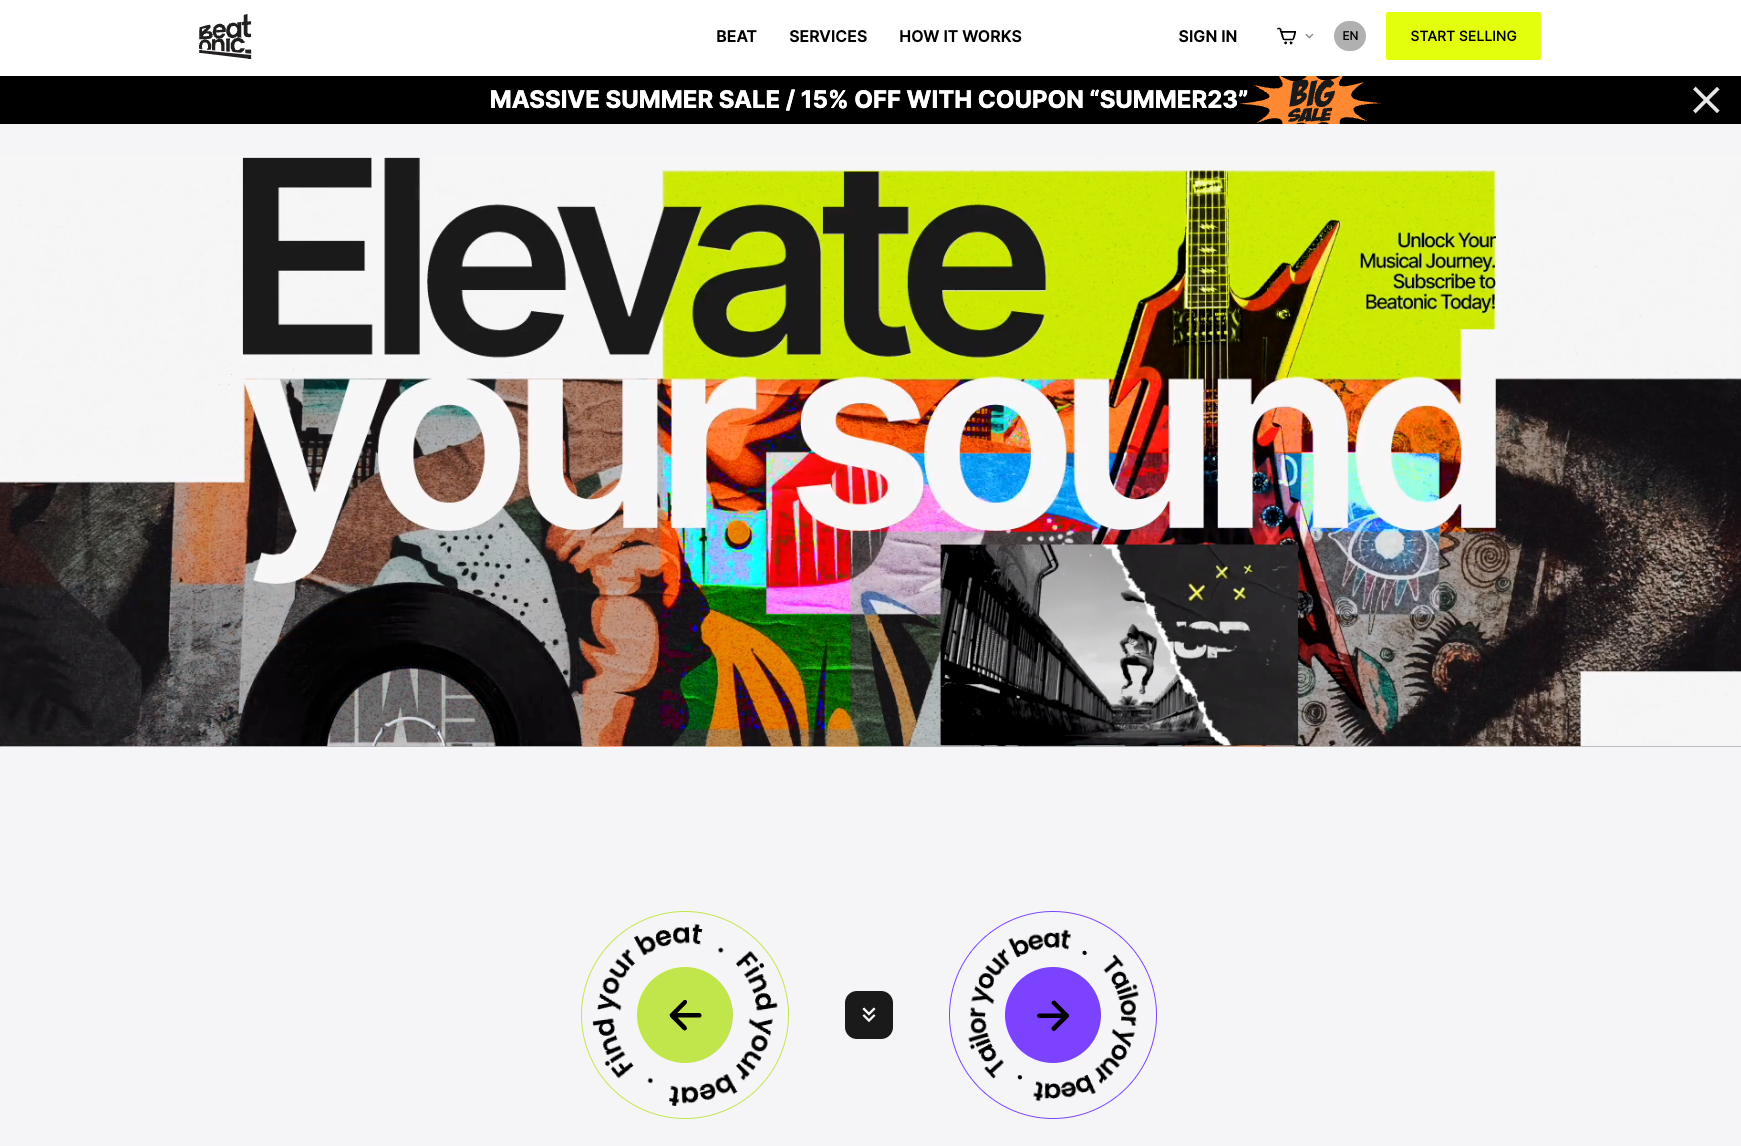 Beat
onic.
BEAT
SERVICES
HOW IT WORKS
SIGN IN
EN
START SELLING
MASSIVE SUMMER SALE / 15% OFF WITH COUPON “SUMMER23”
BIG
SALE
Elevate
your sound
Unlock Your
Musical Journey.
Subscribe to
Beatonic Today!
Find your beat . Find your beat .
Tailor your beat . Tailor your beat .